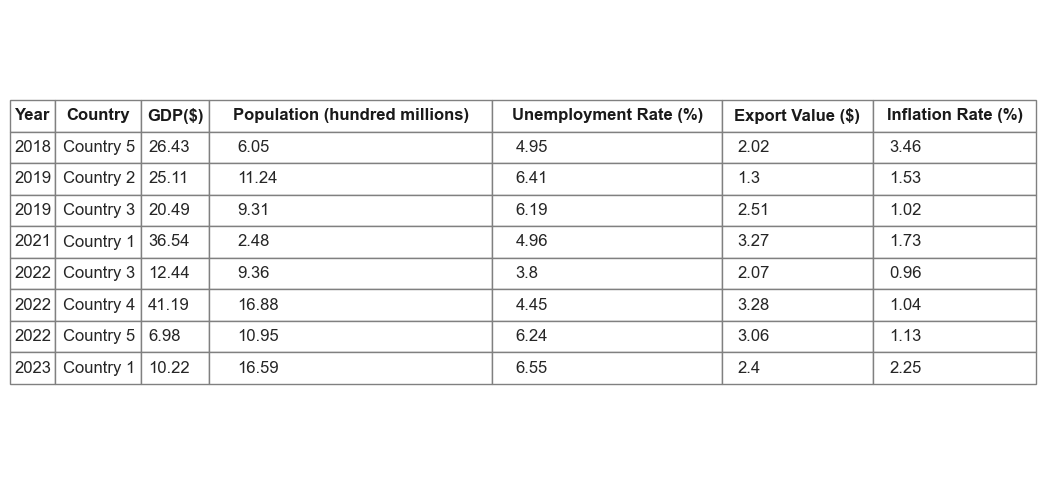 Year Country GDP($) Population (hundred millions) Unemployment Rate (%) Export Value ($) Inflation Rate (%)
2018 Country 5 26.43 6.05 4.95 2.02 3.46
2019 Country 2 25.11 11.24 6.41 1.3 1.53
2019 Country 3 20.49 9.31 6.19 2.51 1.02
2021 Country 1 36.54 2.48 4.96 3.27 1.73
2022 Country 3 12.44 9.36 3.8 2.07 0.96
2022 Country 4 41.19 16.88 4.45 3.28 1.04
2022 Country 5 6.98 10.95 6.24 3.06 1.13
2023 Country 1 10.22 16.59 6.55 2.4 2.25